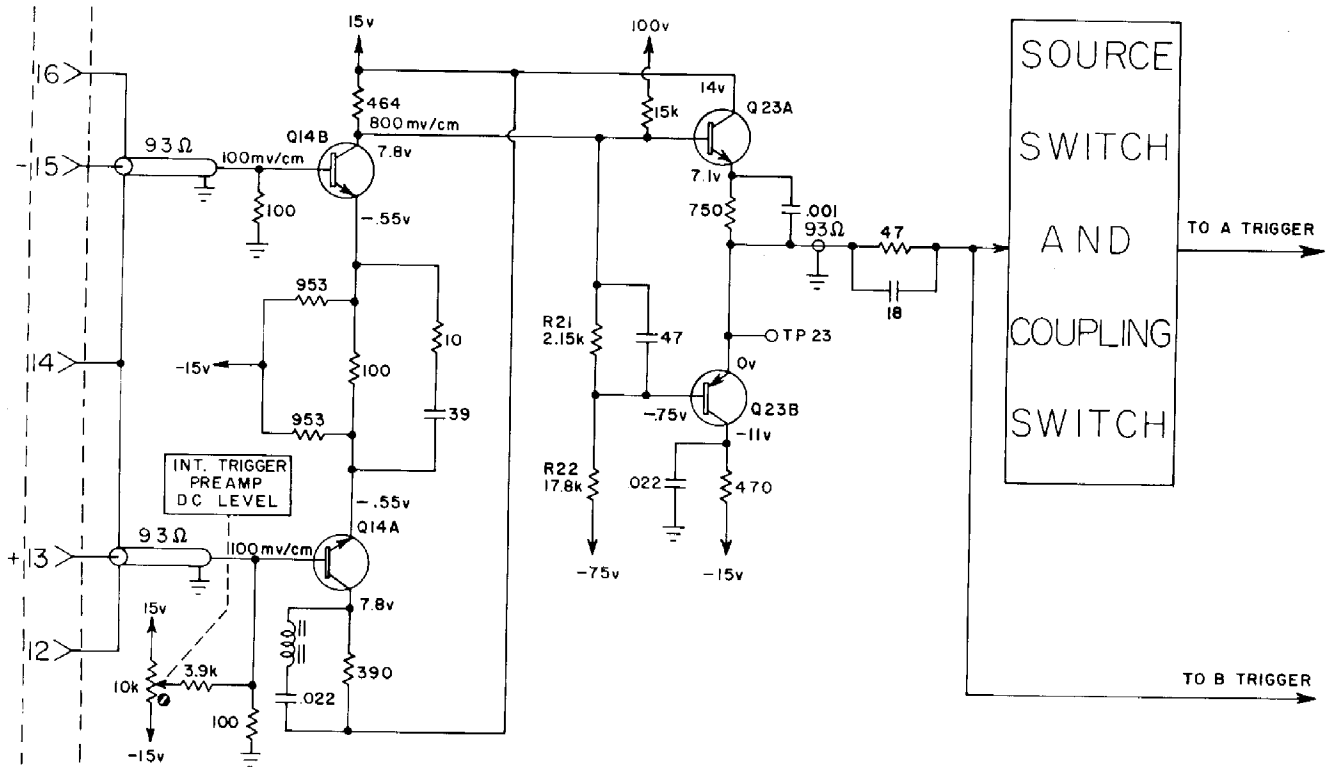 16
-15
14
+13
12
93Ω
100mv/cm
100
15v
464
800mv/cm
Q14B
7.8v
-.55v
953
-15v
953
100
10
39
INT. TRIGGER
PREAMP
DC LEVEL
-.55v
Q14A
93Ω
100mv/cm
7.8v
15v
10k
3.9k
-15v
100
.022
390
100v
15k
14v
Q23A
7.1v
750
.001
93Ω
47
18
R21
2.15k
47
TP 23
0v
-.75v
Q23B
-11v
R22
17.8k
.022
470
-75v
-15v
SOURCE
SWITCH
AND
COUPLING
SWITCH
TO A TRIGGER
TO B TRIGGER